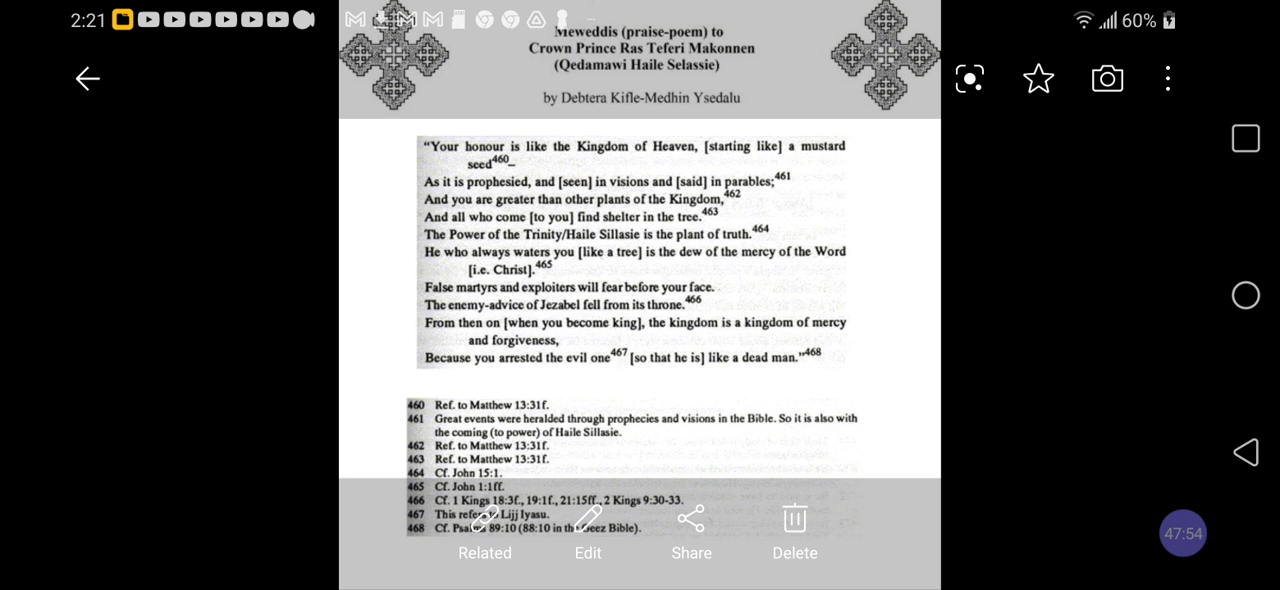 2:21
60%
Meweddis (praise-poem) to
Crown Prince Ras Teferi Makonnen
(Qedamawi Haile Selassie)
by Debtera Kifle-Medhin Ysedalu
“Your honour is like the Kingdom of Heaven, [starting like] a mustard
seed460_
As it is prophesied, and [seen] in visions and [said] in parables;461
And you are greater than other plants of the Kingdom,462
And all who come [to you] find shelter in the tree.463
The Power of the Trinity/Haile Sillasie is the plant of truth.464
He who always waters you [like a tree] is the dew of the mercy of the Word
[i.e. Christ].465
False martyrs and exploiters will fear before your face.
The enemy-advice of Jezabel fell from its throne.466
From then on [when you become king], the kingdom is a kingdom of mercy
and forgiveness,
Because you arrested the evil one467 [so that he is] like a dead man.”468
460 Ref. to Matthew 13:31f.
461 Great events were heralded through prophecies and visions in the Bible. So it is also with
the coming (to power) of Haile Sillasie.
462 Ref. to Matthew 13:31f.
463 Ref. to Matthew 13:31f.
464 Cf. John 15:1.
465 Cf. John 1:1ff.
466 Cf. 1 Kings 18:3f., 19:1f., 21:15ff., 2 Kings 9:30-33.
467 This refers to Lijj Iyasu.
468 Cf. Psalms 89:10 (88:10 in the Geez Bible).
Related
Edit
Share
Delete
47:54